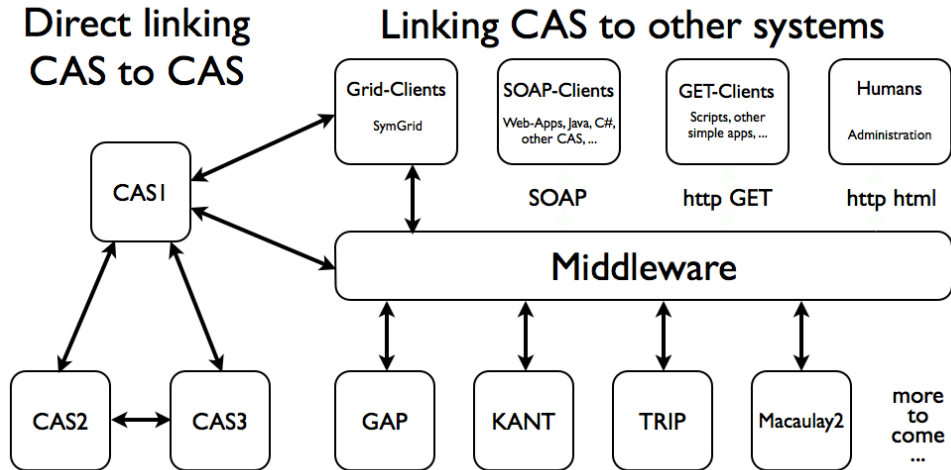 Direct linking
CAS to CAS
Linking CAS to other systems
Grid-Clients
SymGrid
SOAP-Clients
Web-Apps, Java, C#,
other CAS, ...
GET-Clients
Scripts, other
simple apps, ...
Humans
Administration
CAS1
SOAP
http GET
http html
Middleware
CAS2
CAS3
GAP
KANT
TRIP
Macaulay2
more
to
come
...